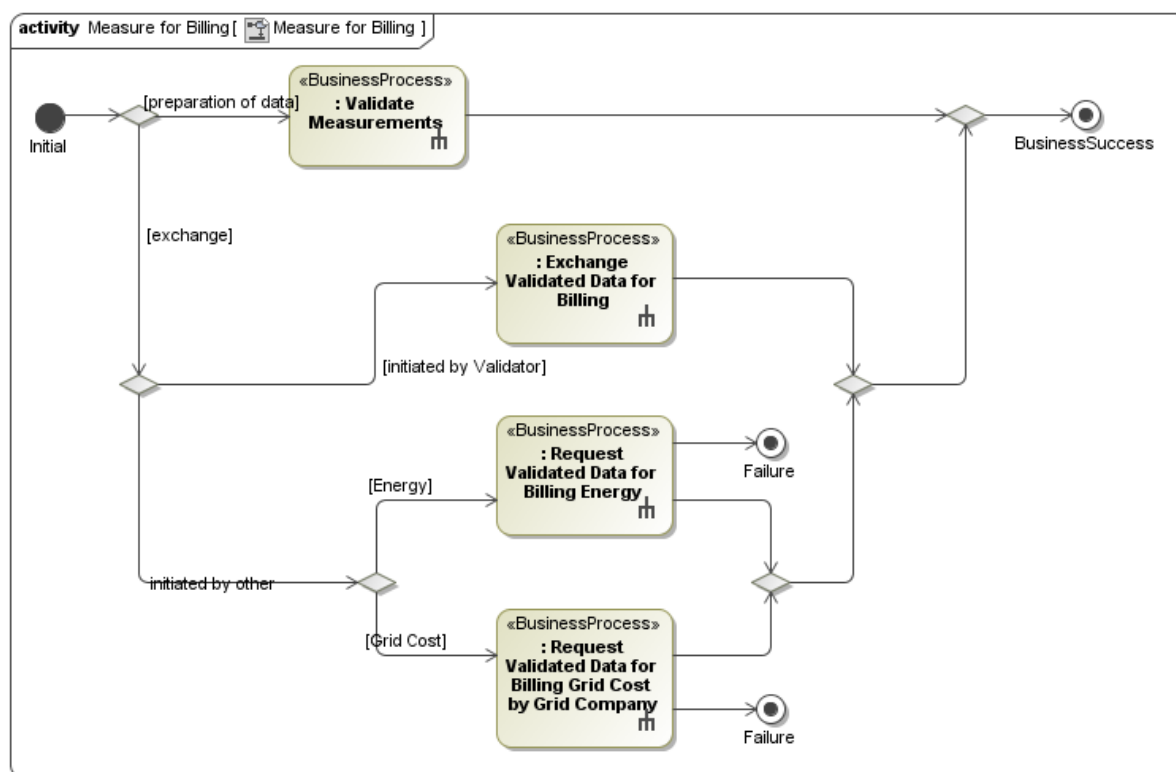 activity Measure for Billing [ Measure for Billing ]
Initial
[preparation of data]
«BusinessProcess»
: Validate
Measurements
BusinessSuccess
[exchange]
«BusinessProcess»
: Exchange
Validated Data for
Billing
[initiated by Validator]
«BusinessProcess»
: Request
Validated Data for
Billing Energy
Failure
[Energy]
initiated by other
[Grid Cost]
«BusinessProcess»
: Request
Validated Data for
Billing Grid Cost
by Grid Company
Failure